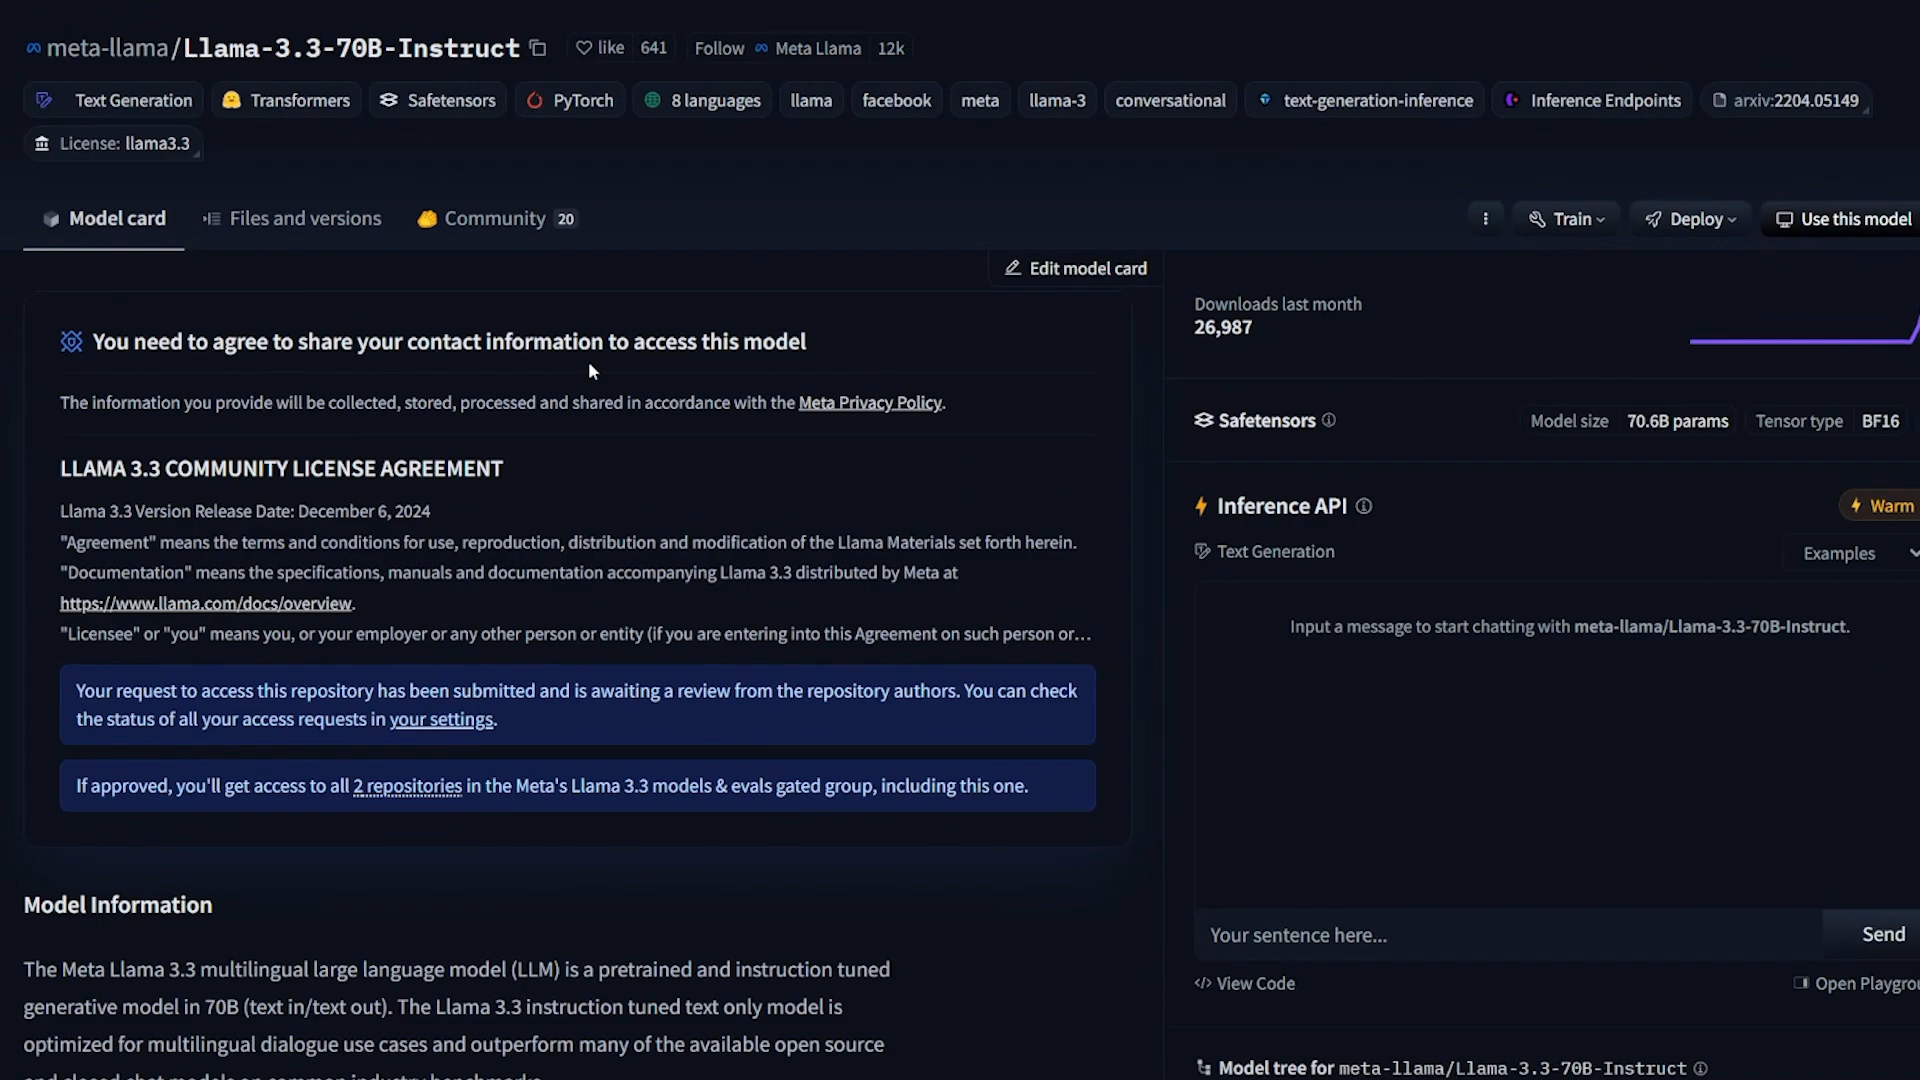 meta-llama/Llama-3.3-70B-Instruct like 641 Follow Meta Llama 12k
Text Generation Transformers Safetensors PyTorch 8 languages llama facebook meta llama-3 conversational text-generation-inference Inference Endpoints arxiv:2204.05149
License: llama3.3
Model card Files and versions Community 20 Train Deploy Use this model
Edit model card
You need to agree to share your contact information to access this model
The information you provide will be collected, stored, processed and shared in accordance with the Meta Privacy Policy.
LLAMA 3.3 COMMUNITY LICENSE AGREEMENT
Llama 3.3 Version Release Date: December 6, 2024
"Agreement" means the terms and conditions for use, reproduction, distribution and modification of the Llama Materials set forth herein.
"Documentation" means the specifications, manuals and documentation accompanying Llama 3.3 distributed by Meta at
https://www.llama.com/docs/overview.
"Licensee" or "you" means you, or your employer or any other person or entity (if you are entering into this Agreement on such person or...
Your request to access this repository has been submitted and is awaiting a review from the repository authors. You can check
the status of all your access requests in your settings.
If approved, you'll get access to all 2 repositories in the Meta's Llama 3.3 models & evals gated group, including this one.
Model Information
The Meta Llama 3.3 multilingual large language model (LLM) is a pretrained and instruction tuned
generative model in 70B (text in/text out). The Llama 3.3 instruction tuned text only model is
optimized for multilingual dialogue use cases and outperform many of the available open source
Downloads last month
26,987
Safetensors Model size 70.6B params Tensor type BF16
Inference API Warm
Text Generation Examples
Input a message to start chatting with meta-llama/Llama-3.3-70B-Instruct.
Your sentence here... Send
View Code Open Playgrou
Model tree for meta-llama/Llama-3.3-70B-Instruct